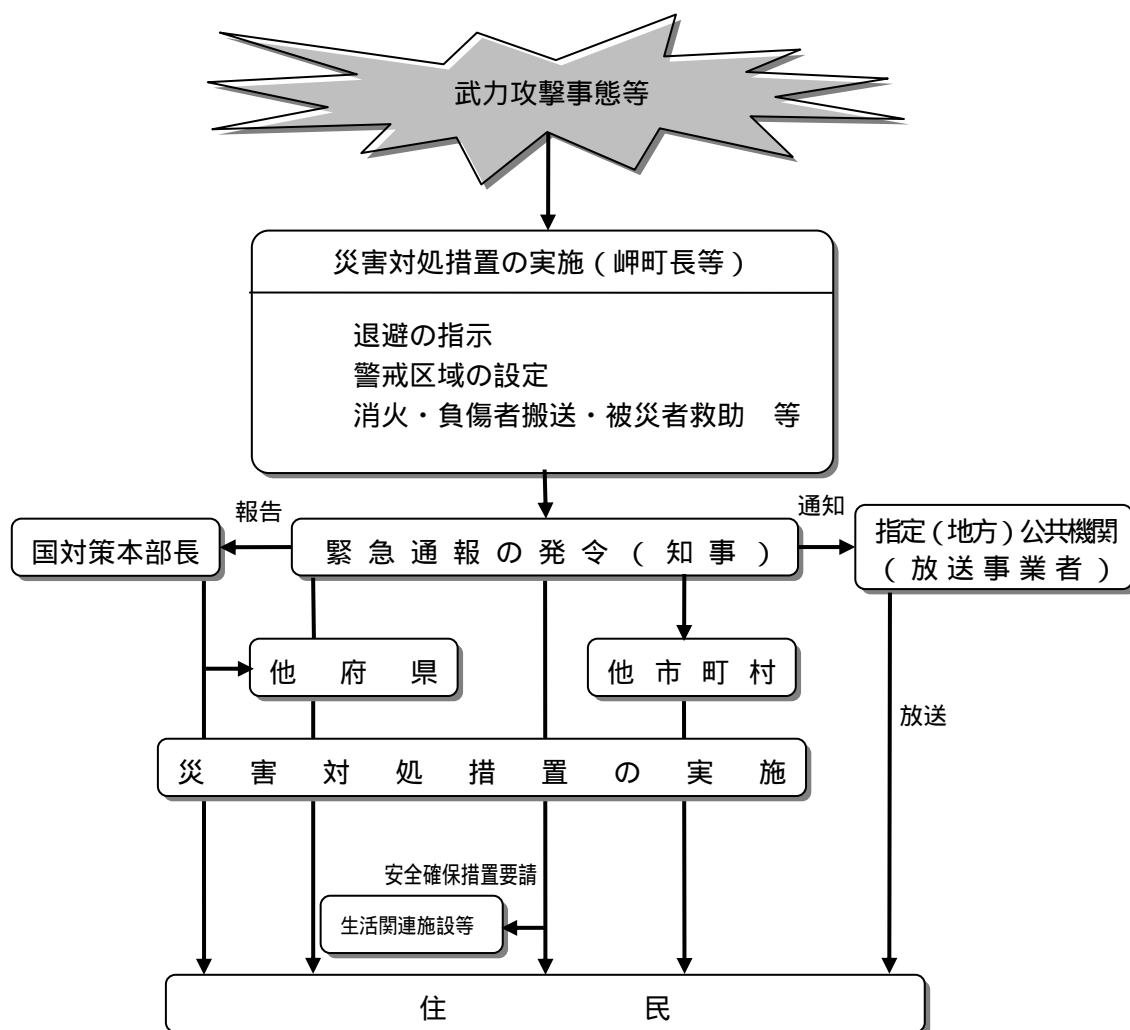 武力攻撃事態等
災害対処措置の実施（岬町長等）
退避の指示
警戒区域の設定
消火・負傷者搬送・被災者救助　等
報告
通知
国対策本部長
緊急通報の発令（知事）
指定（地方）公共機関
（放送事業者）
他府県
他市町村
放送
災害対処措置の実施
安全確保措置要請
生活関連施設等
住民